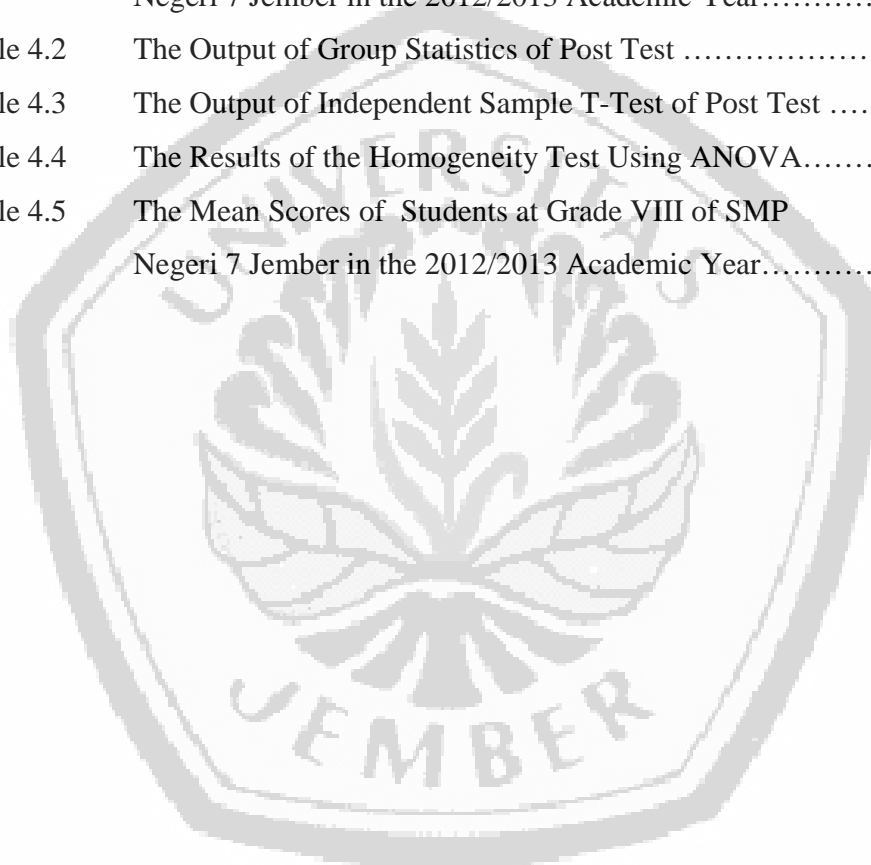 Negeri 7 Jember in the 2012/2013 Academic Year…………
le 4.2 The Output of Group Statistics of Post Test ………………
le 4.3 The Output of Independent Sample T-Test of Post Test ….
le 4.4 The Results of the Homogeneity Test Using ANOVA…….
le 4.5 The Mean Scores of  Students at Grade VIII of SMP
Negeri 7 Jember in the 2012/2013 Academic Year…………
UNIVERSITAS
JEMBER